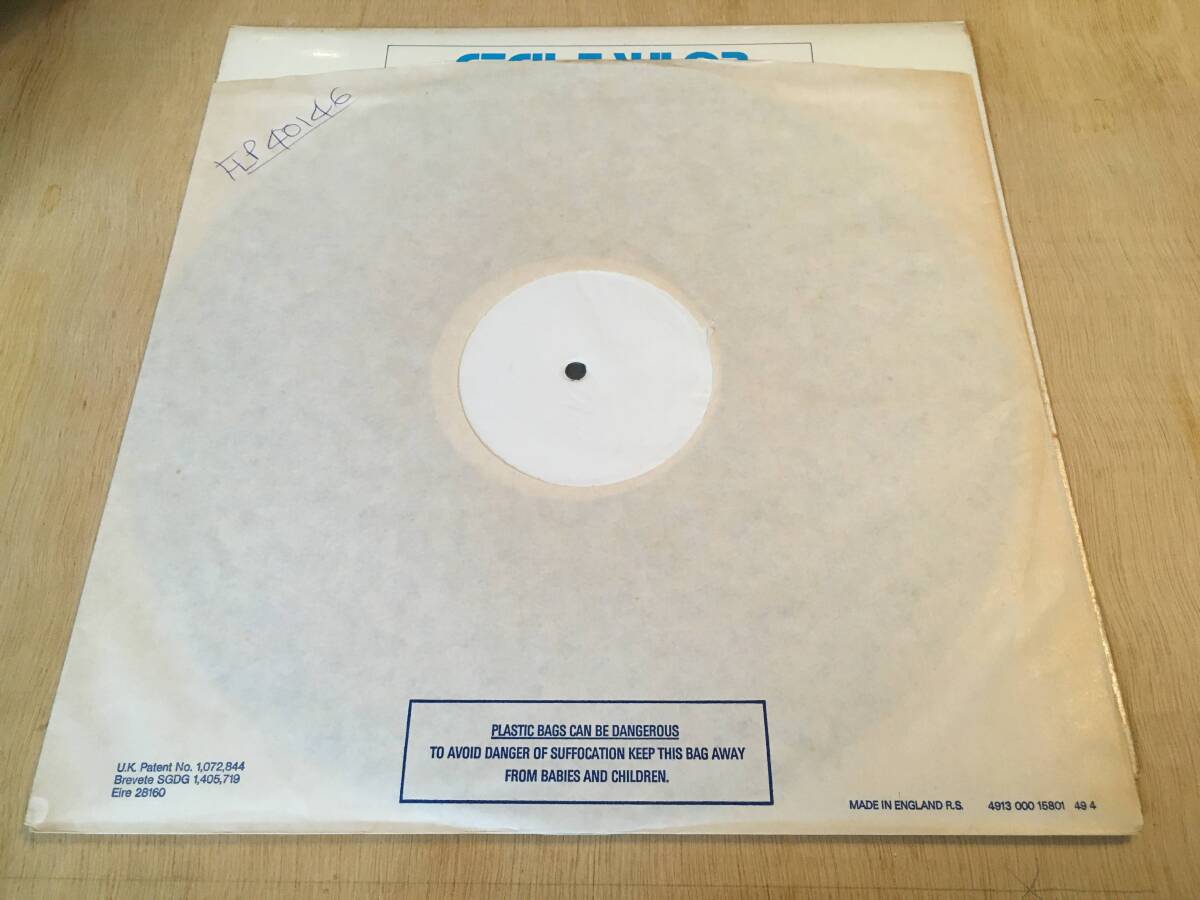 CECIL TAYLOR
FLP 40146
PLASTIC BAGS CAN BE DANGEROUS
TO AVOID DANGER OF SUFFOCATION KEEP THIS BAG AWAY
FROM BABIES AND CHILDREN.
U.K. Patent No. 1,072,844
Brevete SGDG 1,405,719
Eire 28160
MADE IN ENGLAND R.S. 4913 000 15801 49 4